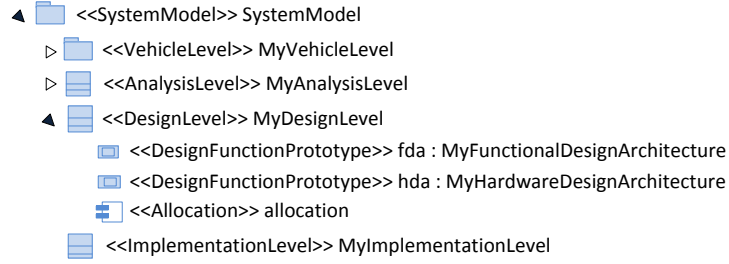 <<SystemModel>> SystemModel
<<VehicleLevel>> MyVehicleLevel
<<AnalysisLevel>> MyAnalysisLevel
<<DesignLevel>> MyDesignLevel
<<DesignFunctionPrototype>> fda : MyFunctionalDesignArchitecture
<<DesignFunctionPrototype>> hda : MyHardwareDesignArchitecture
<<Allocation>> allocation
<<ImplementationLevel>> MyImplementationLevel